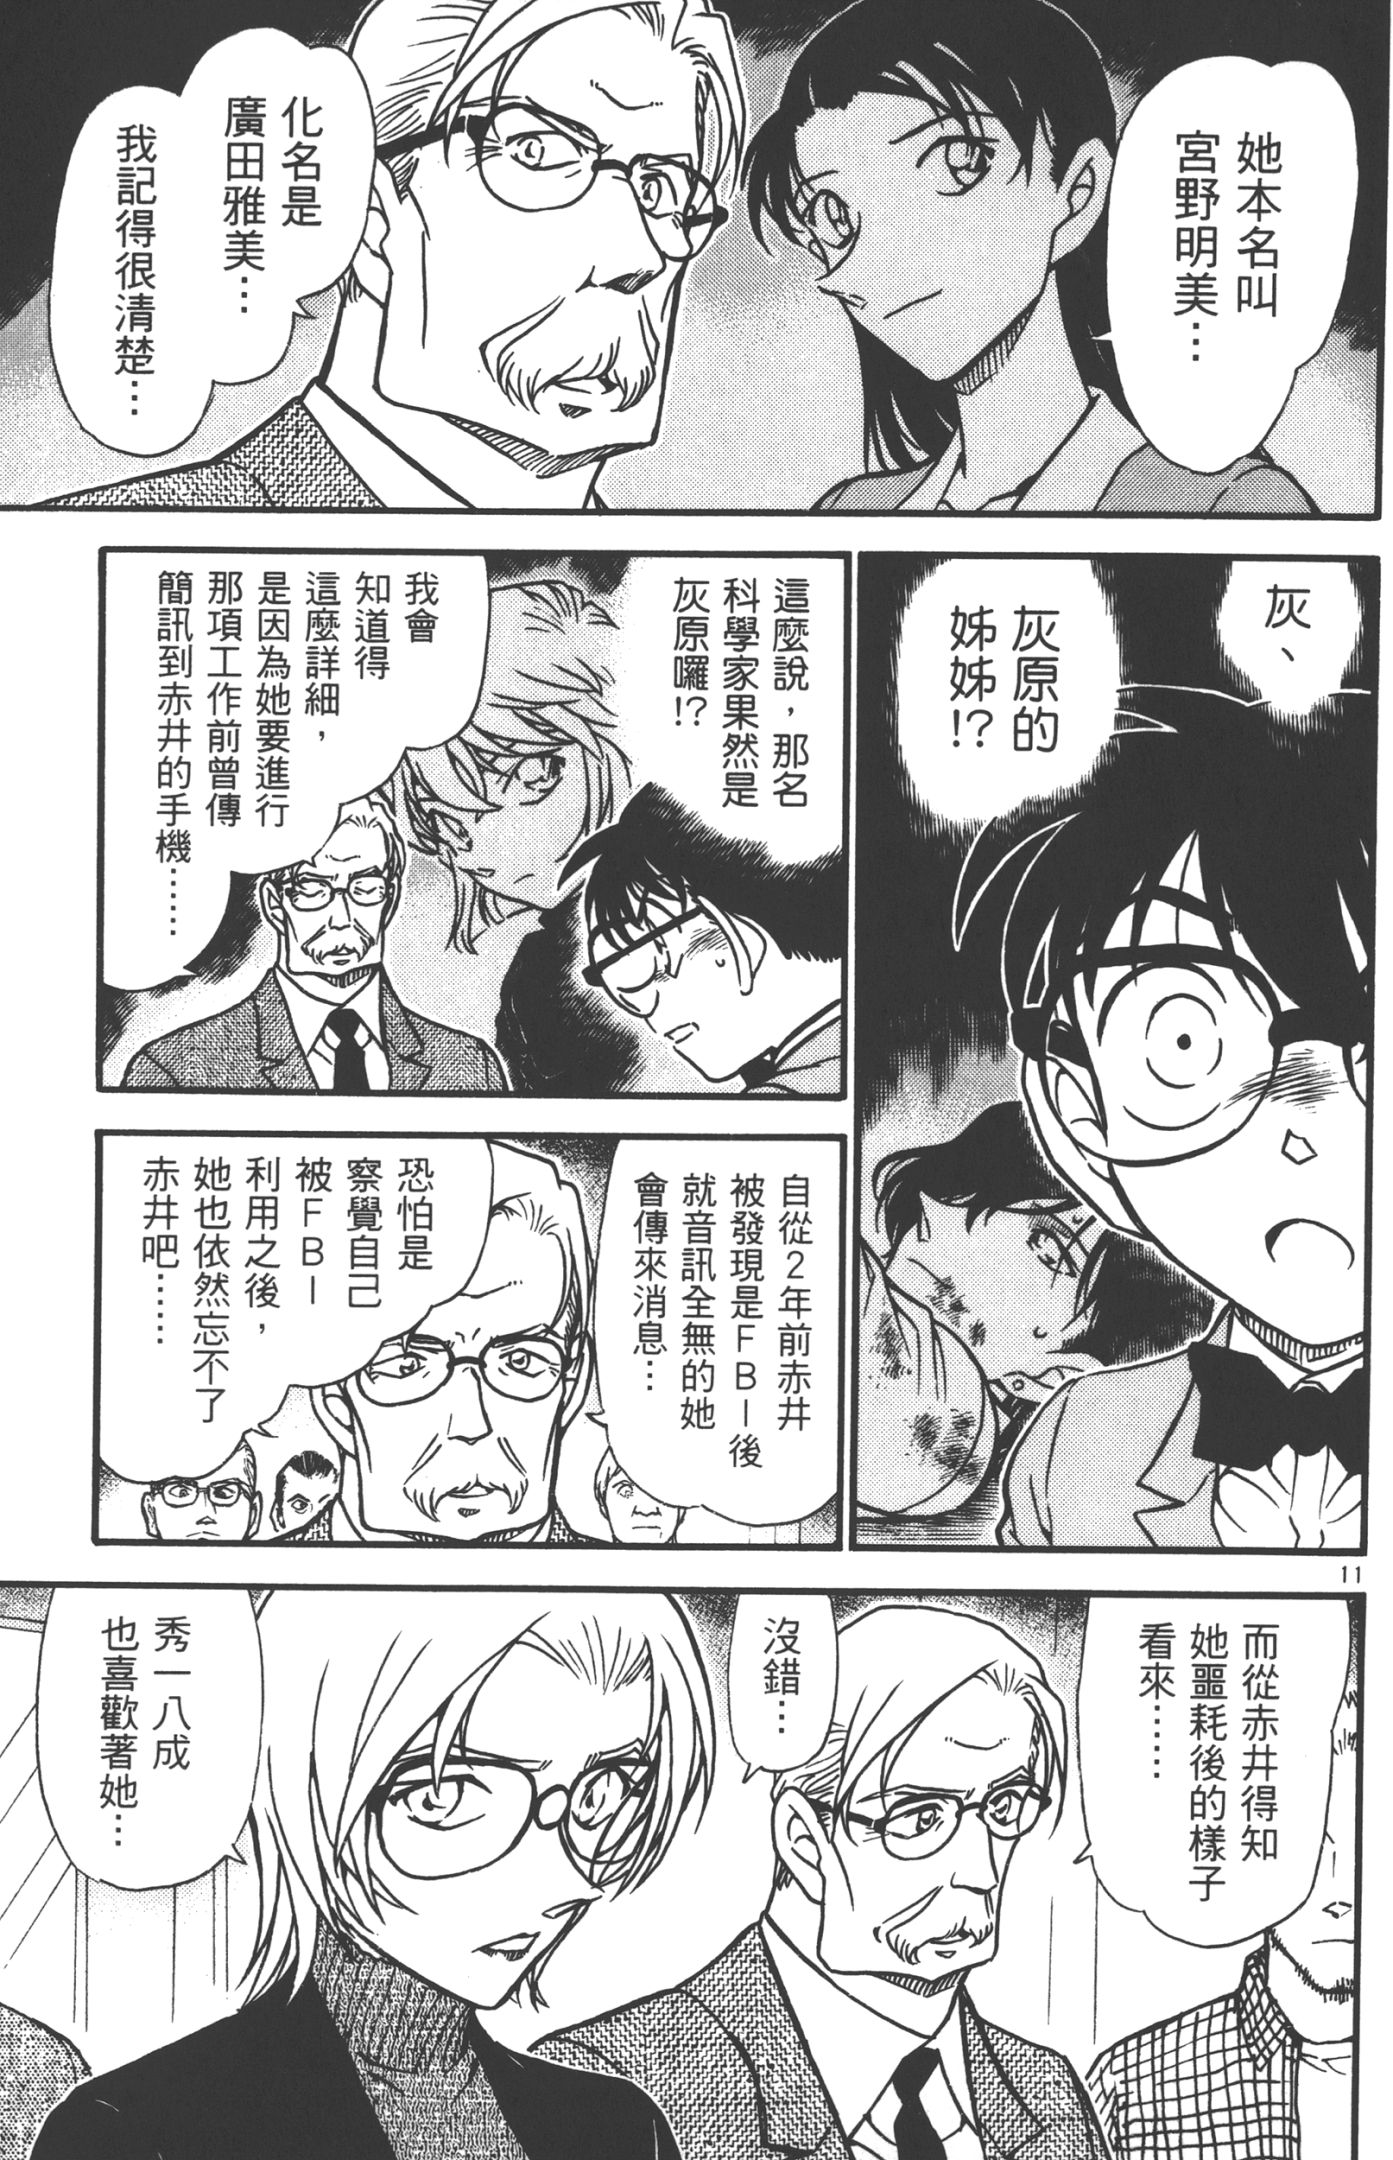 她本名叫
宮野明美…
化名是
廣田雅美…
我記得很清楚…
灰、
灰原的
姊姊!?
這麼說，那名
科學家果然是
灰原囉!?
我會
知道得
這麼詳細，
是因為她要進行
那項工作前曾傳
簡訊到赤井的手機……
自從2年前赤井
被發現是FBI後
就音訊全無的她
會傳來消息…
恐怕是
察覺自己
被FBI
利用之後，
她也依然忘不了
赤井吧……
11
而從赤井得知
她噩耗後的樣子
看來……
沒錯…
秀一八成
也喜歡著她…